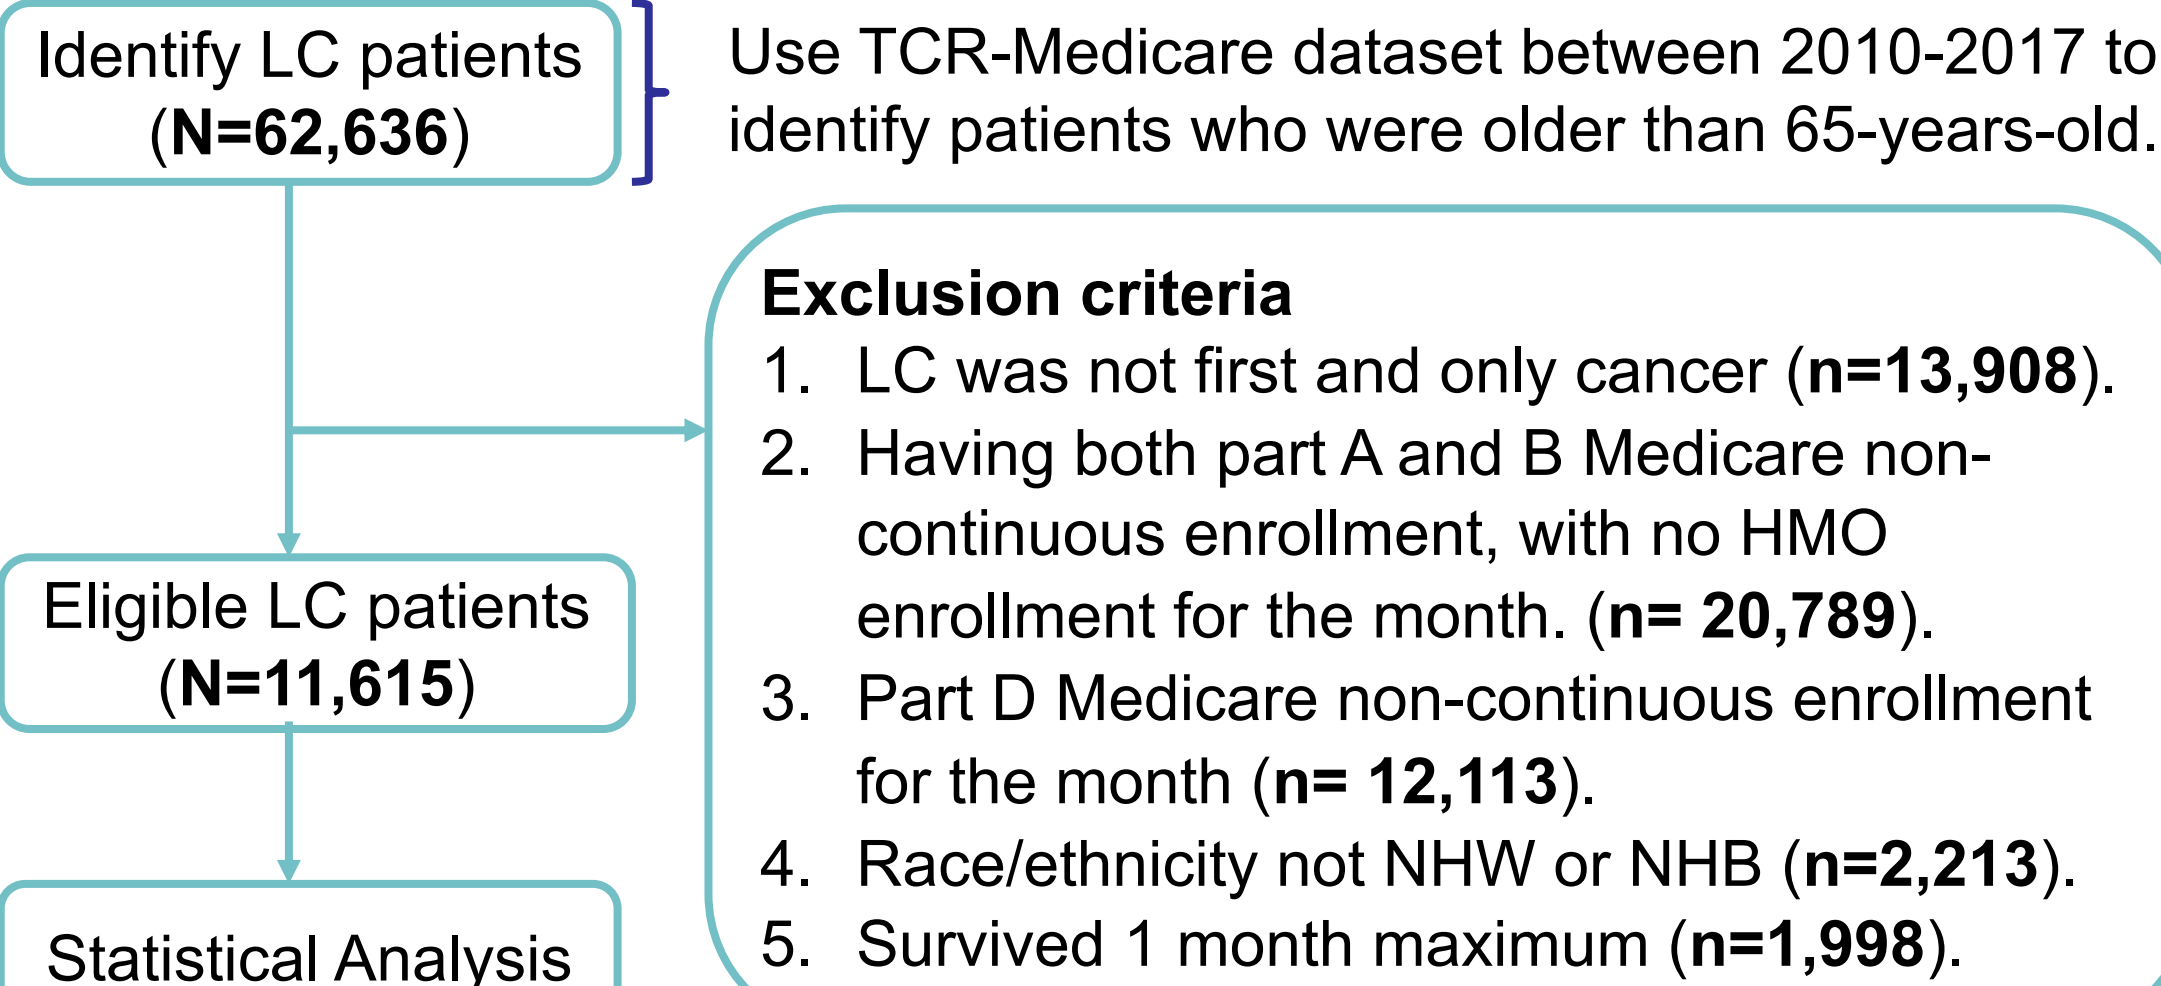 Identify LC patients
(N=62,636)
Use TCR-Medicare dataset between 2010-2017 to
identify patients who were older than 65-years-old.
Exclusion criteria
1. LC was not first and only cancer (n=13,908).
2. Having both part A and B Medicare non-
continuous enrollment, with no HMO
enrollment for the month. (n= 20,789).
3. Part D Medicare non-continuous enrollment
for the month (n= 12,113).
4. Race/ethnicity not NHW or NHB (n=2,213).
5. Survived 1 month maximum (n=1,998).
Eligible LC patients
(N=11,615)
Statistical Analysis